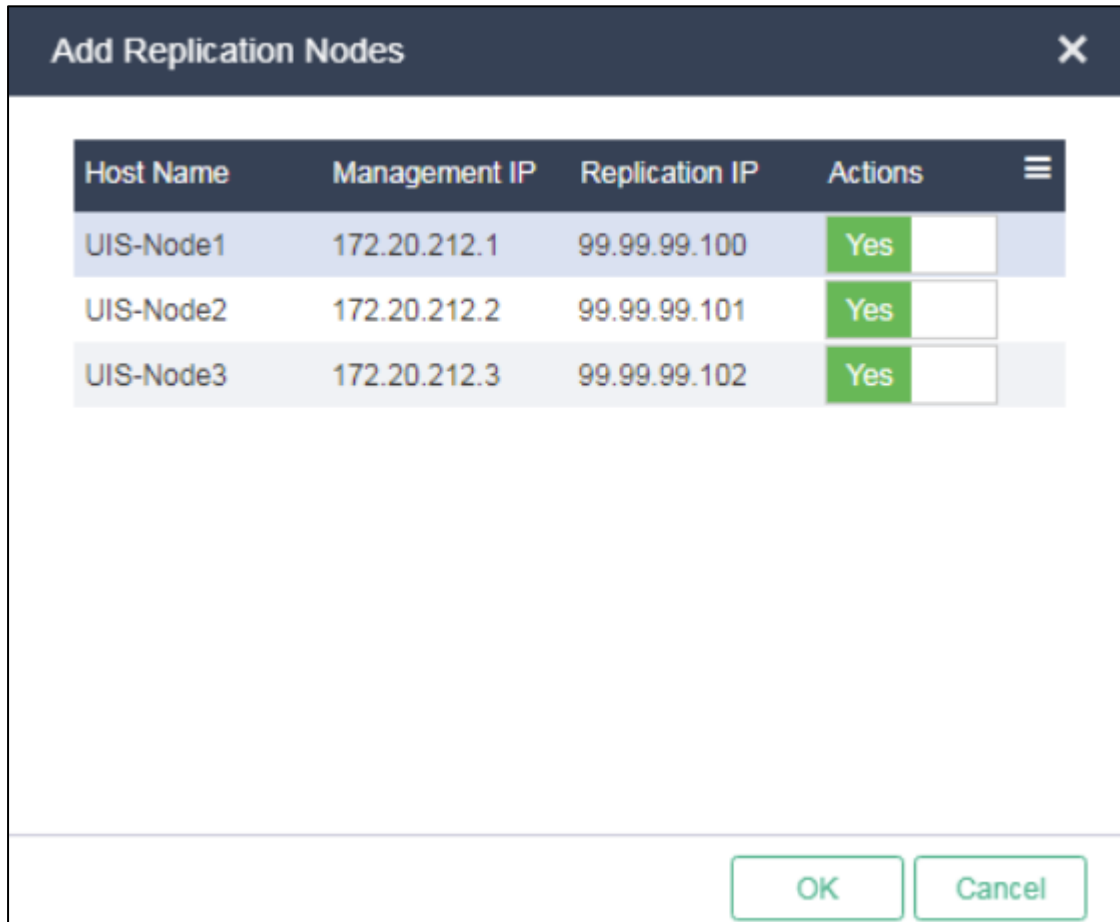 Add Replication Nodes
Host Name Management IP Replication IP Actions
UIS-Node1 172.20.212.1 99.99.99.100 Yes
UIS-Node2 172.20.212.2 99.99.99.101 Yes
UIS-Node3 172.20.212.3 99.99.99.102 Yes
OK Cancel